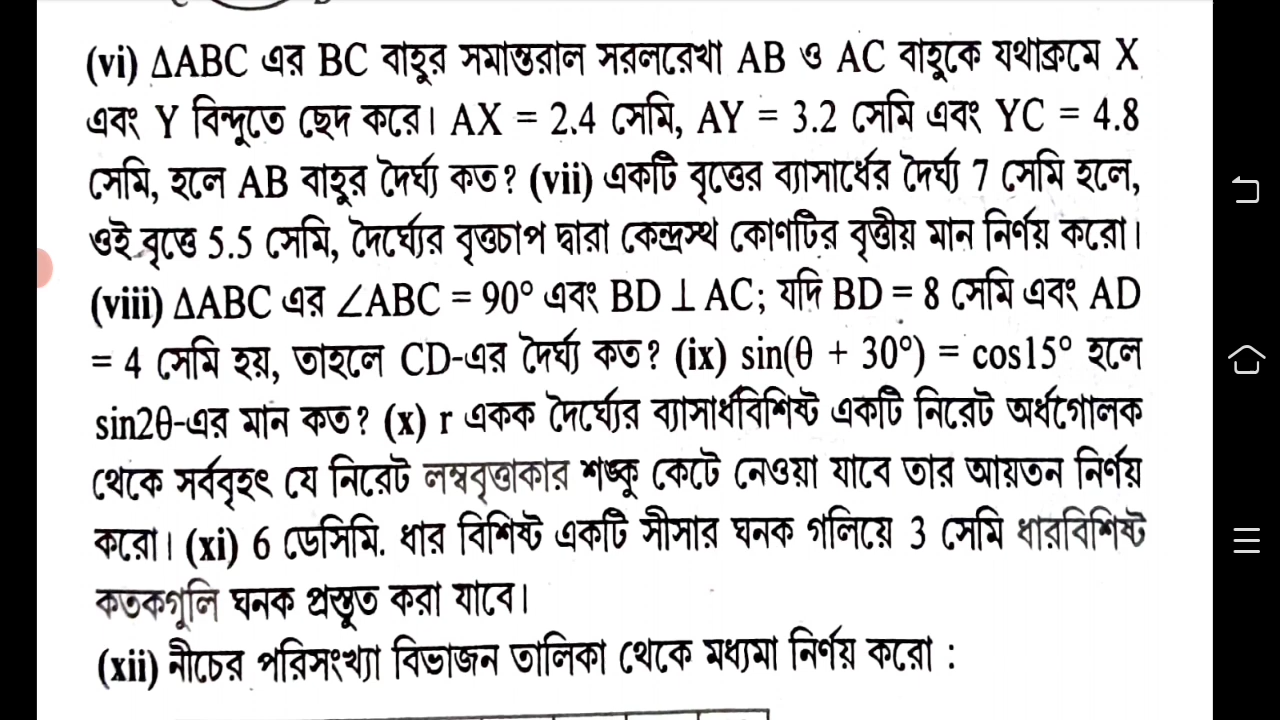 (vi) ΔABC এর BC বাহুর সমান্তরাল সরলরেখা AB ও AC বাহুকে যথাক্রমে X
এবং Y বিন্দুতে ছেদ করে। AX = 2.4 সেমি, AY = 3.2 সেমি এবং YC = 4.8
সেমি, হলে AB বাহুর দৈর্ঘ্য কত? (vii) একটি বৃত্তের ব্যাসার্ধের দৈর্ঘ্য 7 সেমি হলে,
ওই বৃত্তে 5.5 সেমি, দৈর্ঘ্যের বৃত্তচাপ দ্বারা কেন্দ্রস্থ কোণটির বৃত্তীয় মান নির্ণয় করো।
(viii) ΔABC এর ∠ABC = 90° এবং BD ⊥ AC; যদি BD = 8 সেমি এবং AD
= 4 সেমি হয়, তাহলে CD-এর দৈর্ঘ্য কত? (ix) sin(θ + 30°) = cos15° হলে
sin2θ-এর মান কত? (x) r একক দৈর্ঘ্যের ব্যাসার্ধবিশিষ্ট একটি নিরেট অর্ধগোলক
থেকে সর্ববৃহৎ যে নিরেট লম্ববৃত্তাকার শঙ্কু কেটে নেওয়া যাবে তার আয়তন নির্ণয়
করো। (xi) 6 ডেসিমি. ধার বিশিষ্ট একটি সীসার ঘনক গলিয়ে 3 সেমি ধারবিশিষ্ট
কতকগুলি ঘনক প্রস্তুত করা যাবে।
(xii) নীচের পরিসংখ্যা বিভাজন তালিকা থেকে মধ্যমা নির্ণয় করো :